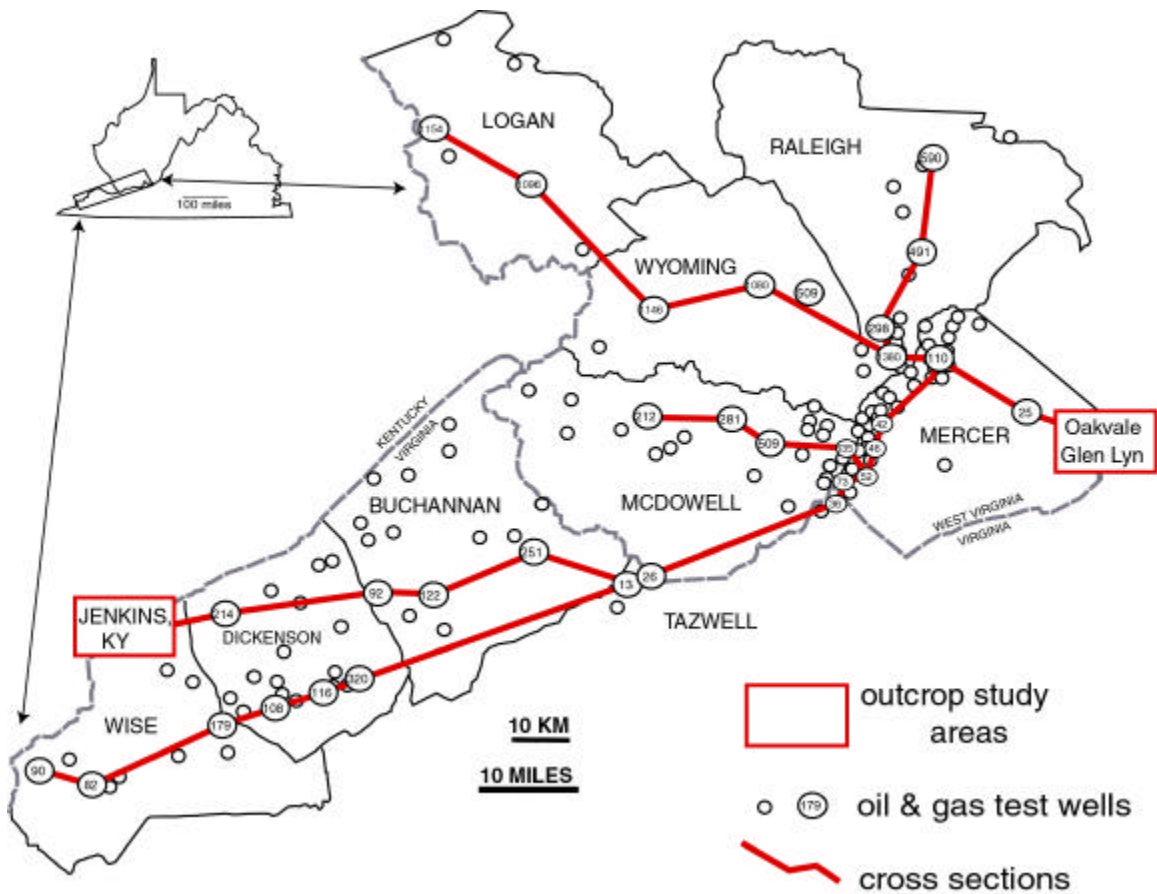 LOGAN
RALEIGH
1154
590
1096
100 miles
491
WYOMING
1080
509
1146
298
1380
110
KENTUCKY
VIRGINIA
212
281
42
25
Oakvale
Glen Lyn
MERCER
509
35
46
52
73
BUCHANNAN
MCDOWELL
36
WEST VIRGINIA
VIRGINIA
251
13
26
92
122
JENKINS,
KY
214
TAZWELL
DICKENSON
320
116
108
179
WISE
10 KM
10 MILES
90
82
outcrop study
areas
179
oil & gas test wells
cross sections